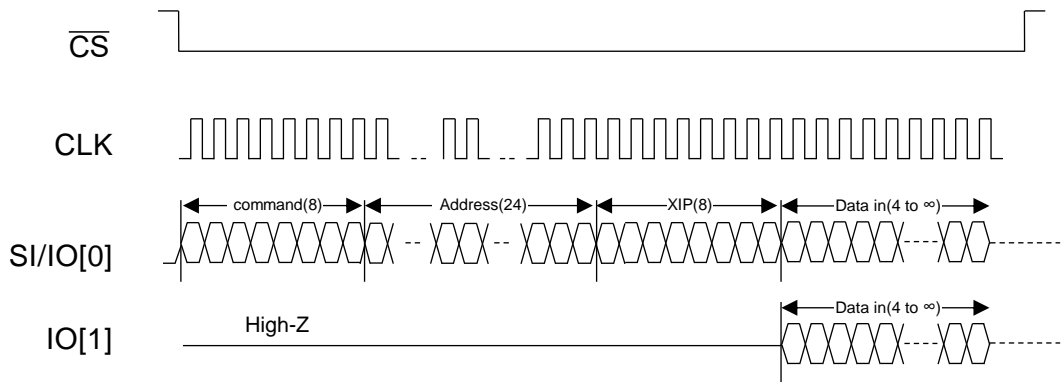 CS
CLK
command(8) Address(24) XIP(8) Data in(4 to ∞)
SI/IO[0]
Data in(4 to ∞)
High-Z
IO[1]